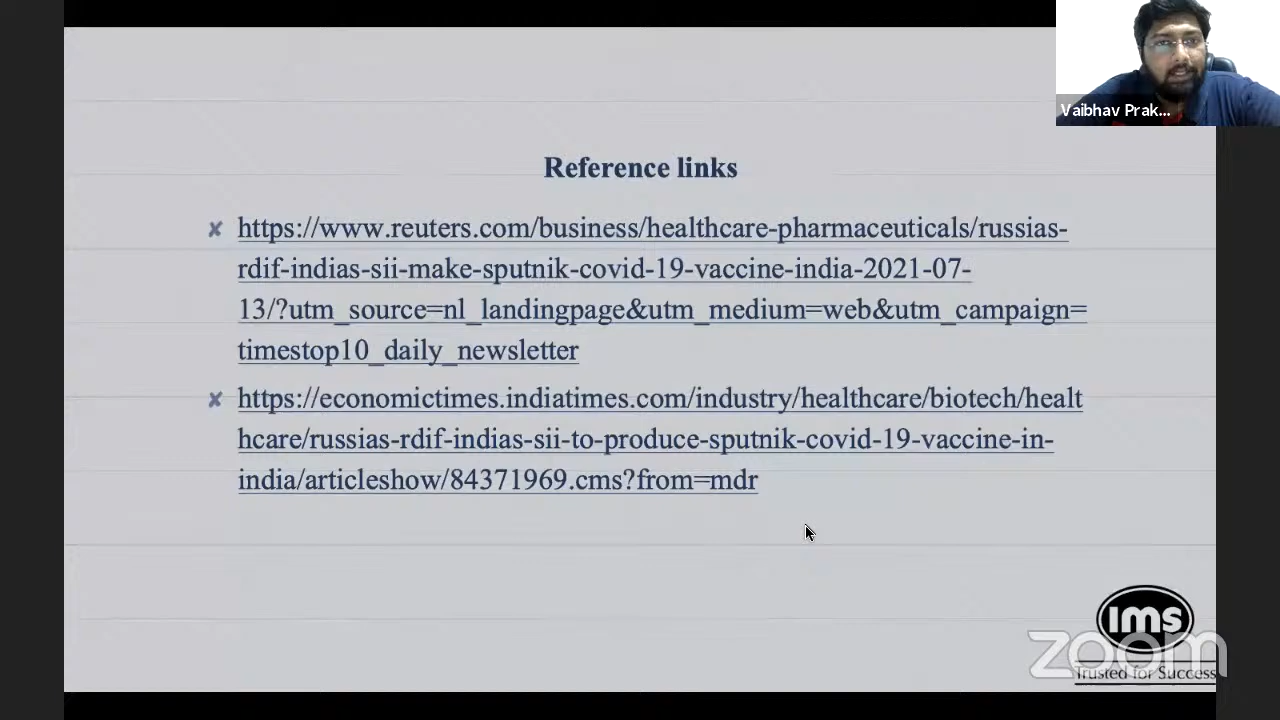 Vaibhav Prak...
Reference links
https://www.reuters.com/business/healthcare-pharmaceuticals/russias-
rdif-indias-sii-make-sputnik-covid-19-vaccine-india-2021-07-
13/?utm_source=nl_landingpage&utm_medium=web&utm_campaign=
timestop10_daily_newsletter
https://economictimes.indiatimes.com/industry/healthcare/biotech/healt
hcare/russias-rdif-indias-sii-to-produce-sputnik-covid-19-vaccine-in-
india/articleshow/84371969.cms?from=mdr
ims
zoom
Trusted for Success